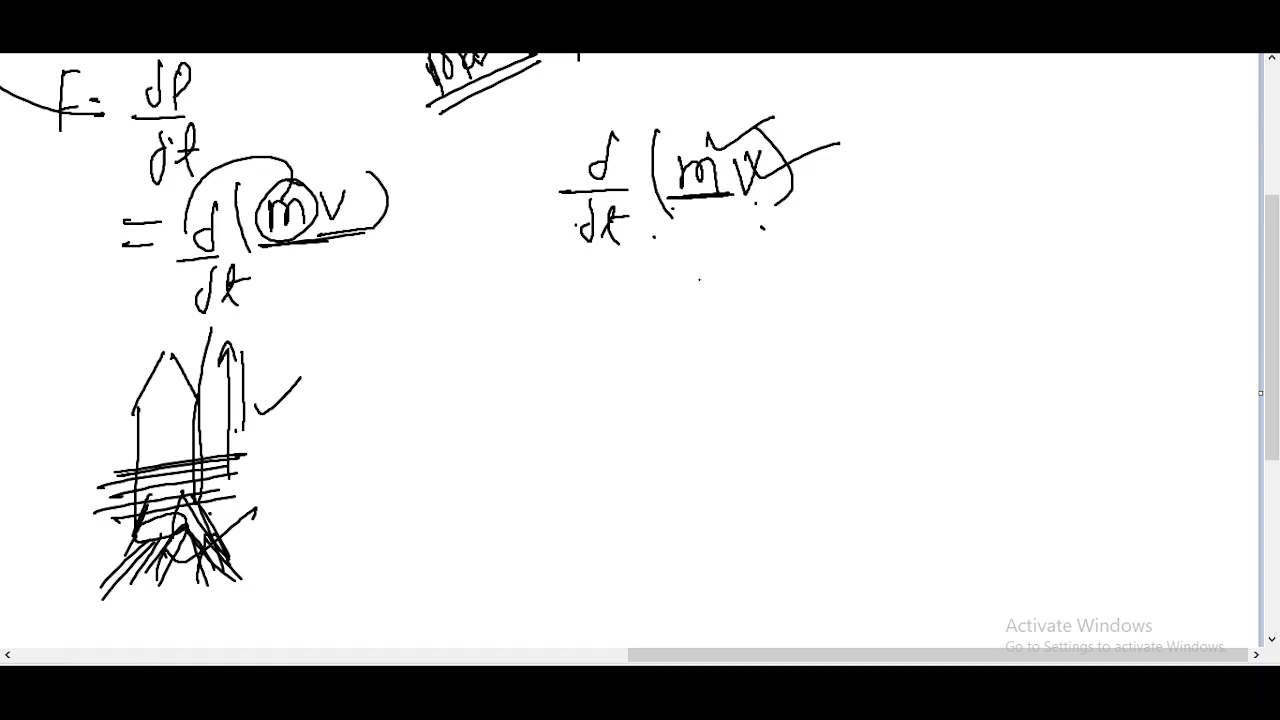 F = dp/dt
= d/dt (mv)
d/dt (mv)
Activate Windows
Go to Settings to activate Windows.